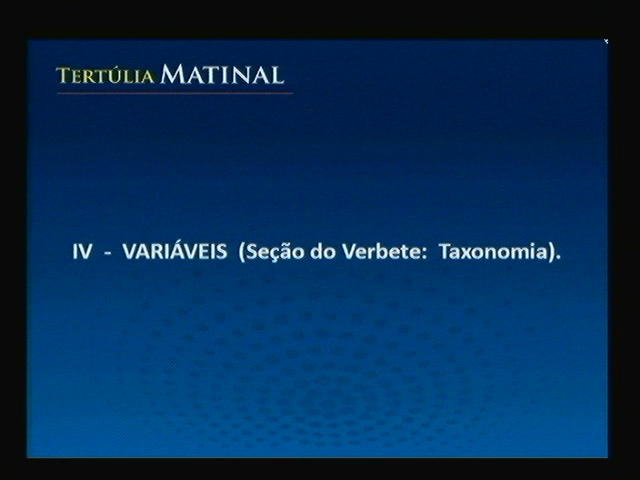 TERTÚLIA MATINAL
IV - VARIÁVEIS (Seção do Verbete: Taxonomia).